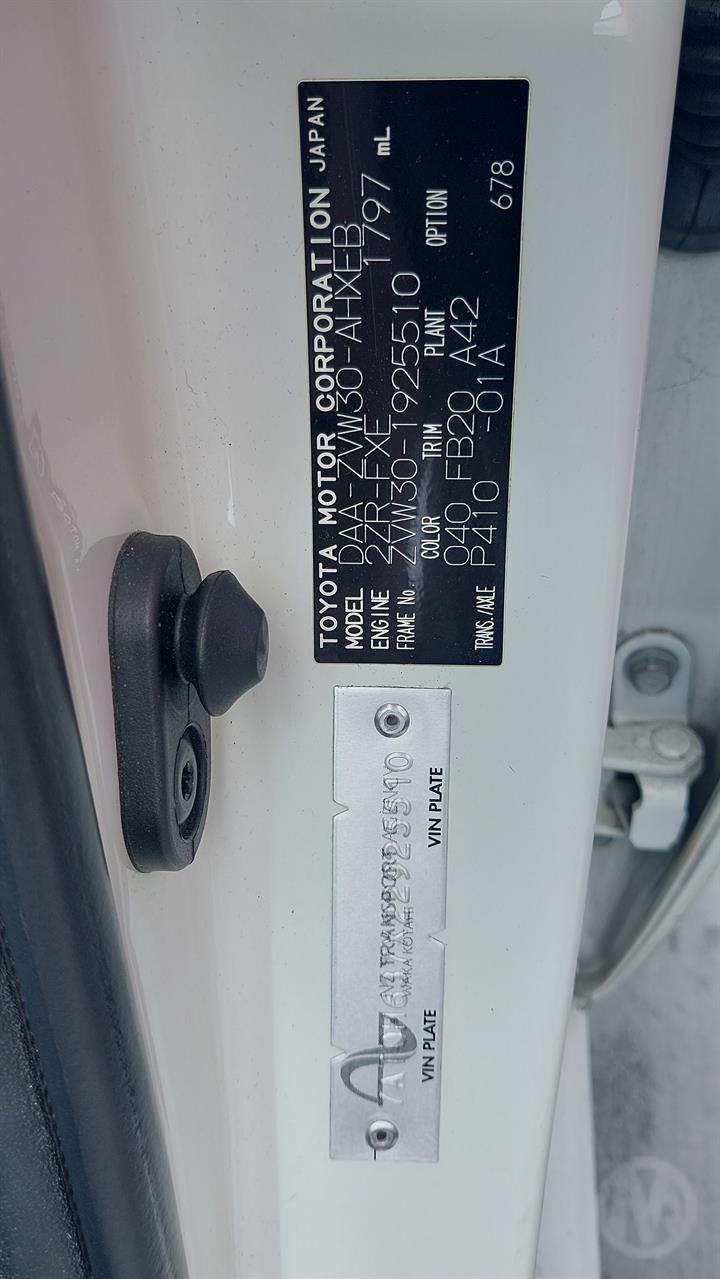 TOYOTA MOTOR CORPORATION JAPAN
MODEL DAA-ZVW30-AHXEB
ENGINE 2ZR-FXE 1797 mL
FRAME No. ZVW30-1925510
COLOR TRIM PLANT OPTION
040 FB20 A42
TRANS./AXLE P410 -01A 678
NZ TRANSPORT AGENCY
WAKA KOTAHI
VIN PLATE VIN PLATE